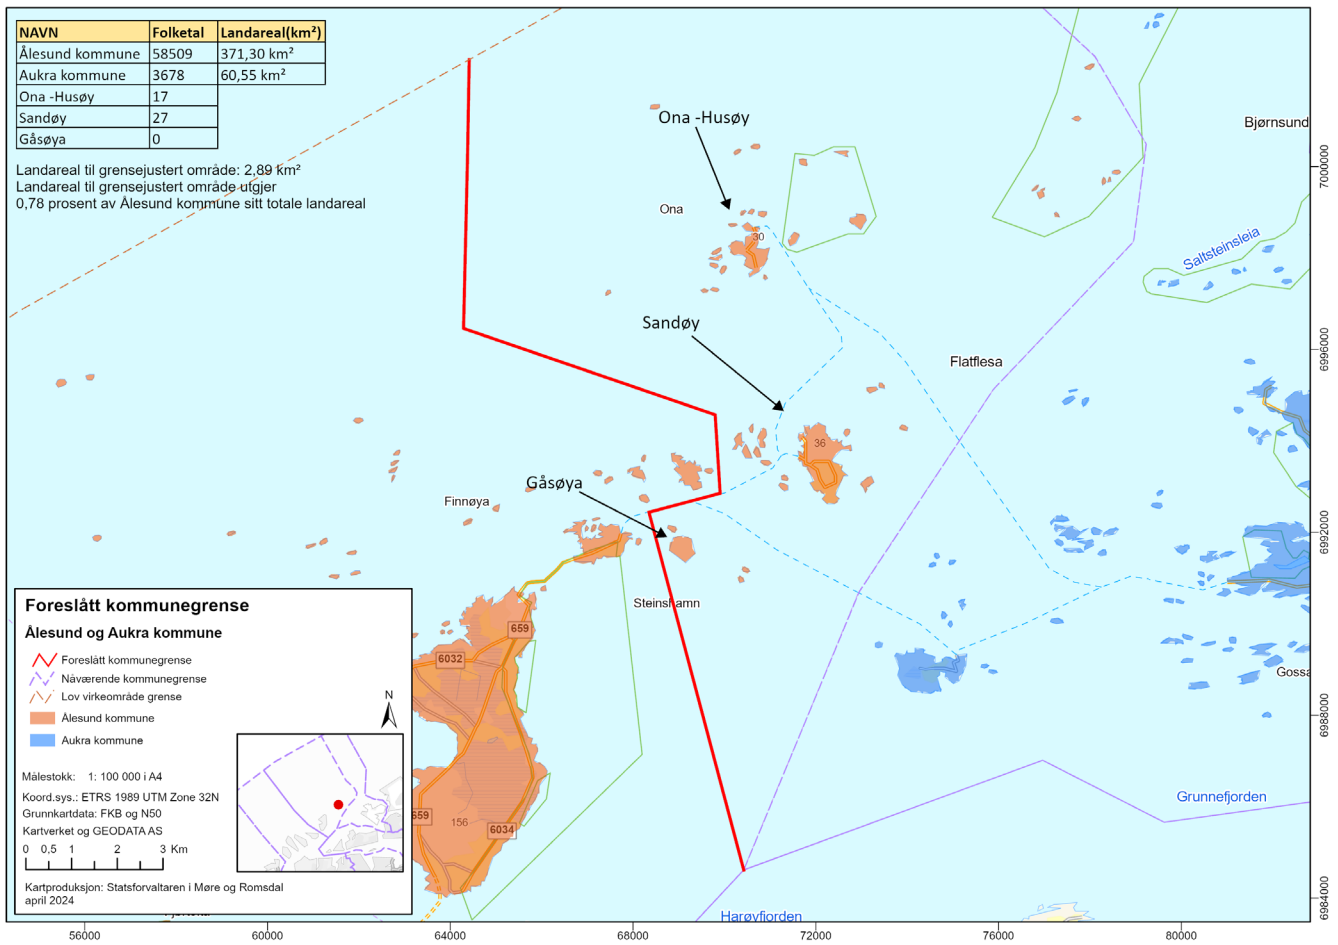 NAVN Folketal Landareal(km²)
Ålesund kommune 58509 371,30 km²
Aukra kommune 3678 60,55 km²
Ona -Husøy 17
Sandøy 27
Gåsøya 0
Landareal til grensejustert område: 2,89 km²
Landareal til grensejustert område utgjer
0,78 prosent av Ålesund kommune sitt totale landareal
Ona -Husøy
Bjørnsund
Ona
30
Saltsteinsleia
Sandøy
Flatflesa
36
Gåsøya
Finnøya
Steinshamn
659
6032
Gossa
Grunnefjorden
659
156
6034
Harøyfjorden
7000000
6996000
6992000
6988000
6984000
56000 60000 64000 68000 72000 76000 80000
Foreslått kommunegrense
Ålesund og Aukra kommune
Foreslått kommunegrense
Nåværende kommunegrense
Lov virkeområde grense
Ålesund kommune
Aukra kommune
N
Målestokk: 1: 100 000 i A4
Koord.sys.: ETRS 1989 UTM Zone 32N
Grunnkartdata: FKB og N50
Kartverket og GEODATA AS
0 0,5 1 2 3 Km
Kartproduksjon: Statsforvaltaren i Møre og Romsdal
april 2024